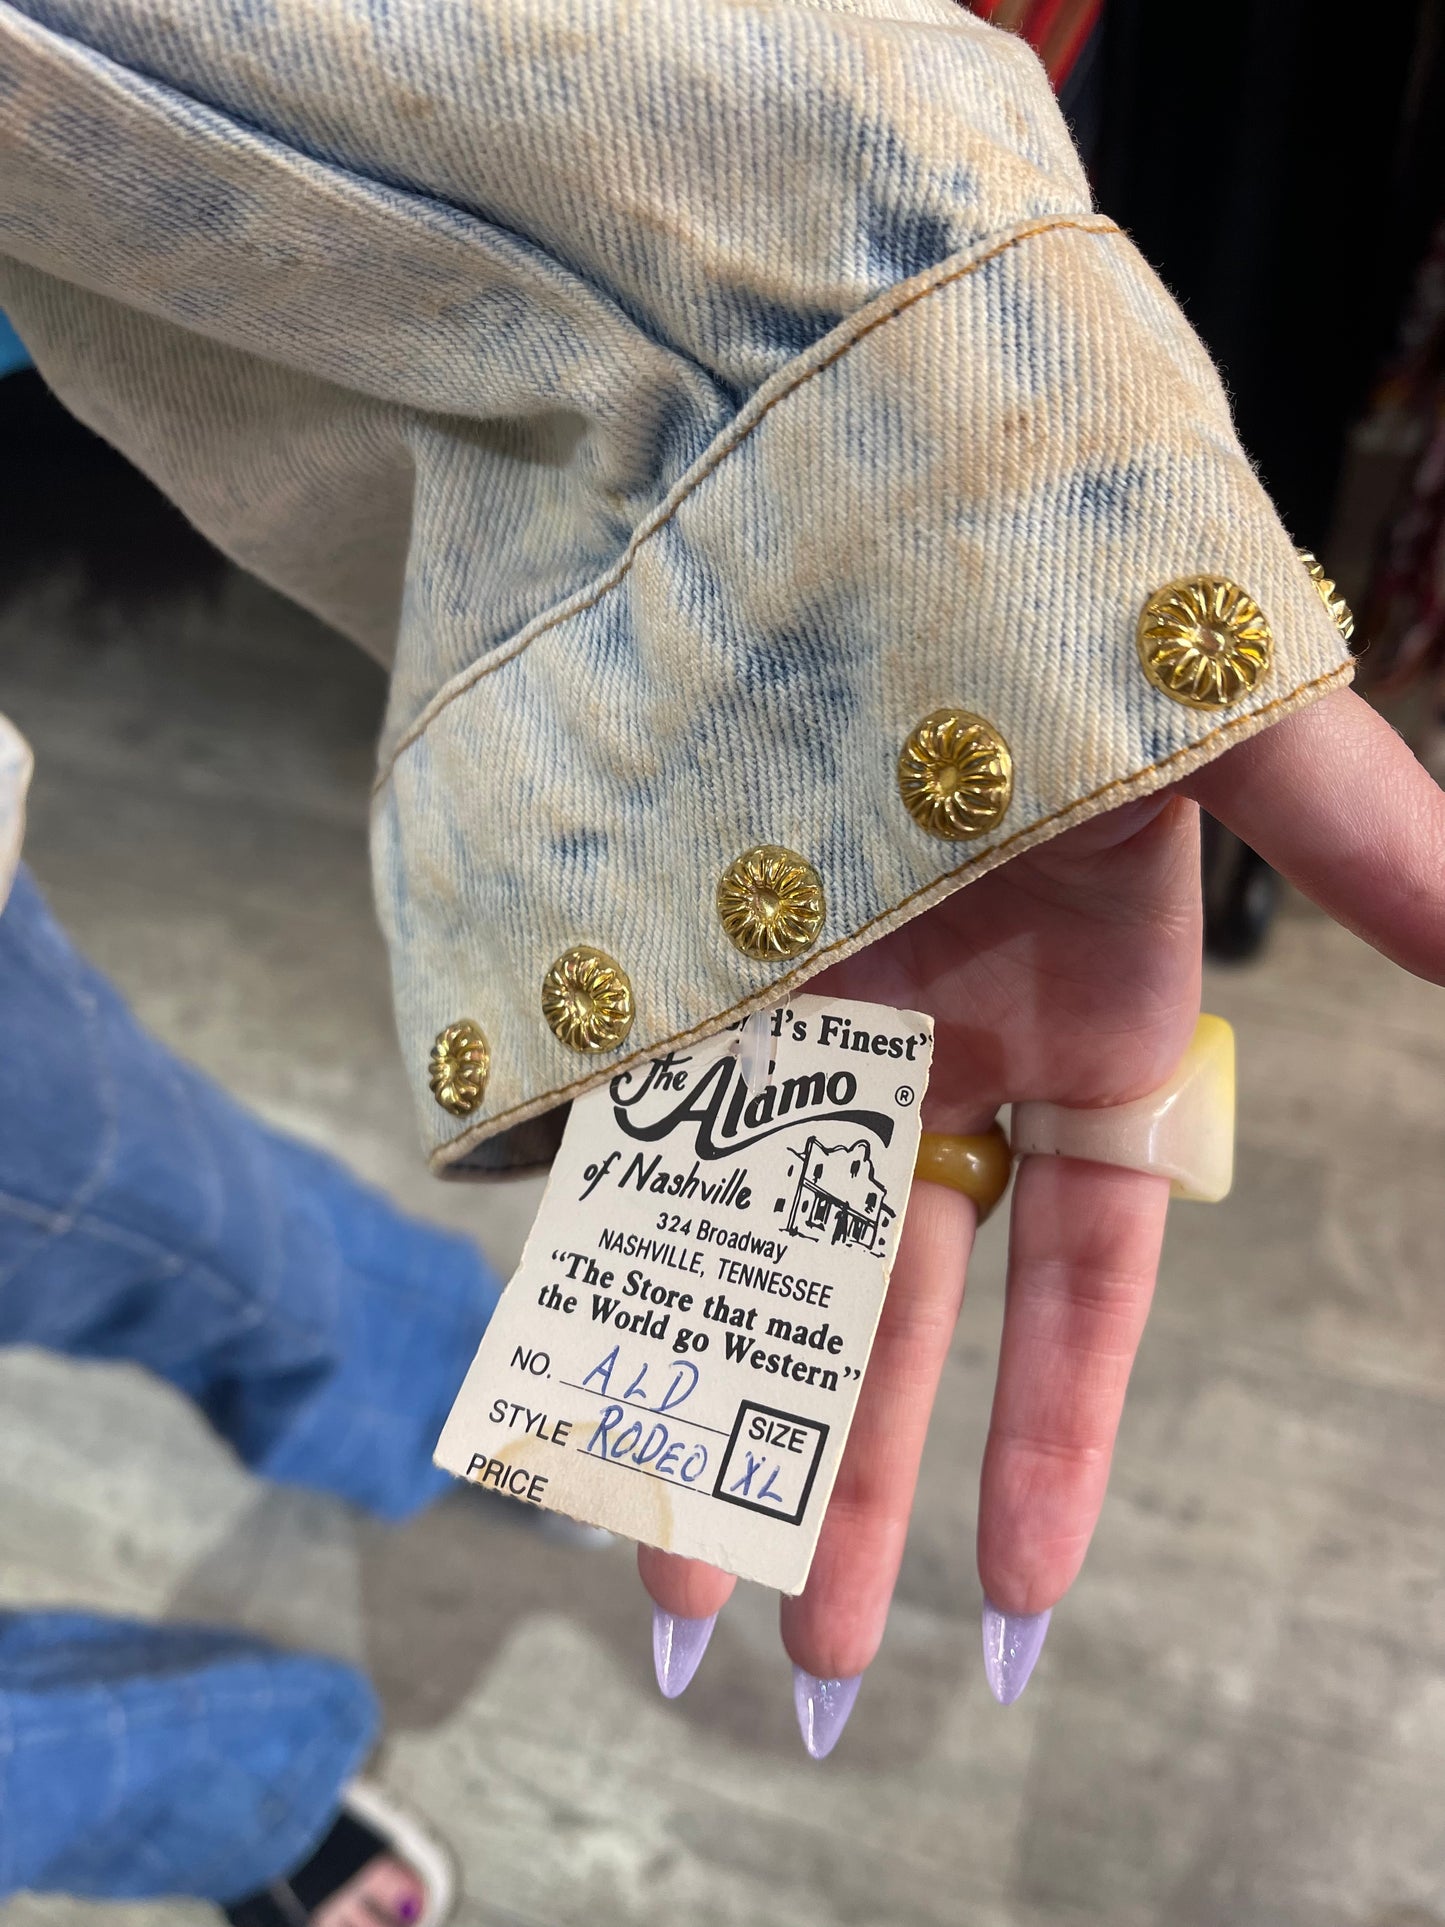 d's Finest"
The Alamo ®
of Nashville
324 Broadway
NASHVILLE, TENNESSEE
"The Store that made
the World go Western"
NO. ALD
STYLE RODEO
SIZE
XL
PRICE